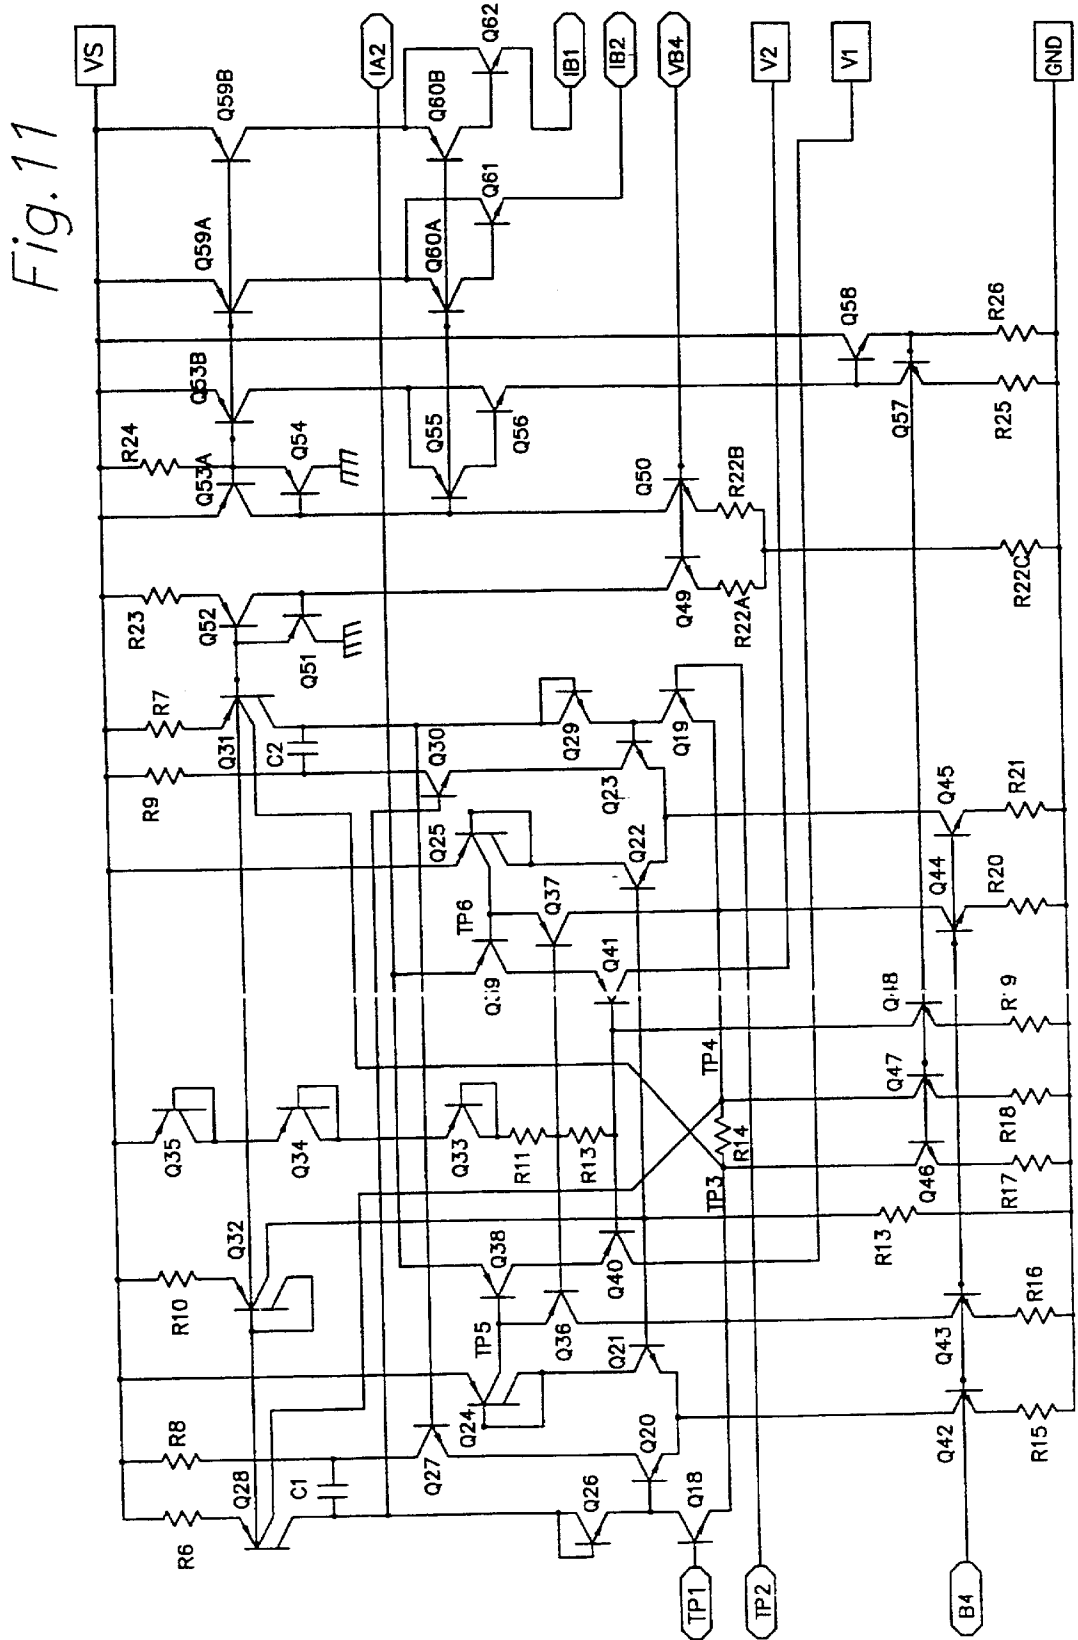 Fig.11
VS
IA2
IB1
IB2
VB4
V2
V1
GND
Q59B
Q60B
Q62
Q59A
Q60A
Q61
Q53B
R24
Q53A
Q54
Q55
Q56
Q58
Q57
R26
R25
Q50
R22B
Q49
R22A
R22C
R23
Q52
Q51
R7
Q31
C2
R9
Q30
Q29
Q19
Q23
Q25
Q22
TP6
Q37
Q41
Q45
R21
Q44
R20
TP4
Q47
R18
R14
TP3
Q46
R17
Q35
Q34
Q33
R11
R13
R10
Q32
Q38
Q40
R13
TP5
Q36
Q21
Q43
R16
R8
Q24
Q27
Q20
Q42
R15
Q28
R6
C1
Q26
Q18
TP1
TP2
B4